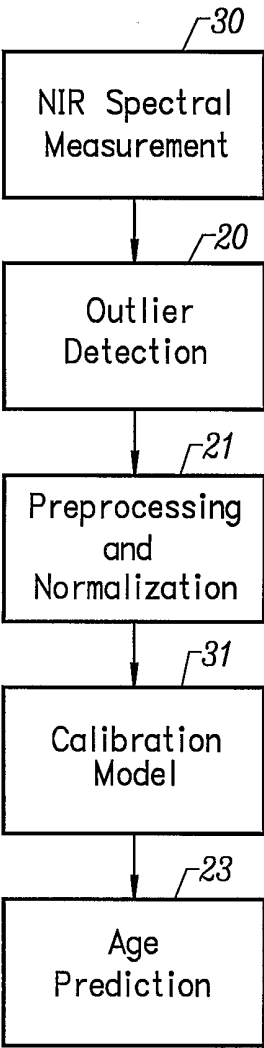 30
NIR Spectral
Measurement
20
Outlier
Detection
21
Preprocessing
and
Normalization
31
Calibration
Model
23
Age
Prediction